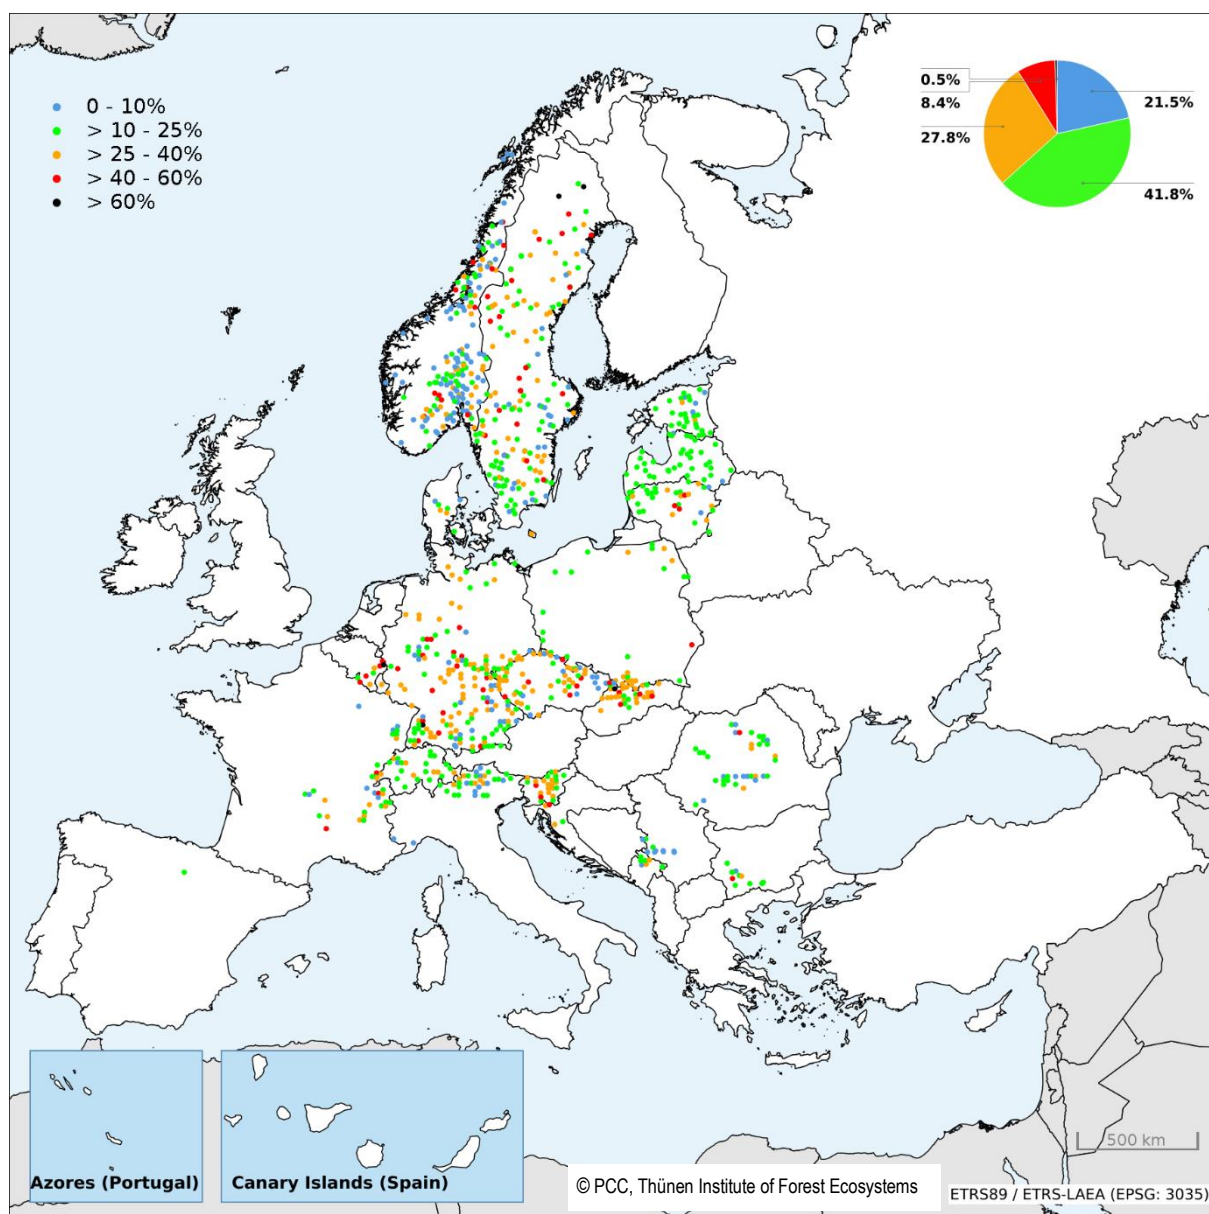 0 - 10%
> 10 - 25%
> 25 - 40%
> 40 - 60%
> 60%
0.5%
8.4%
27.8%
21.5%
41.8%
500 km
Azores (Portugal)
Canary Islands (Spain)
© PCC, Thünen Institute of Forest Ecosystems
ETRS89 / ETRS-LAEA (EPSG: 3035)